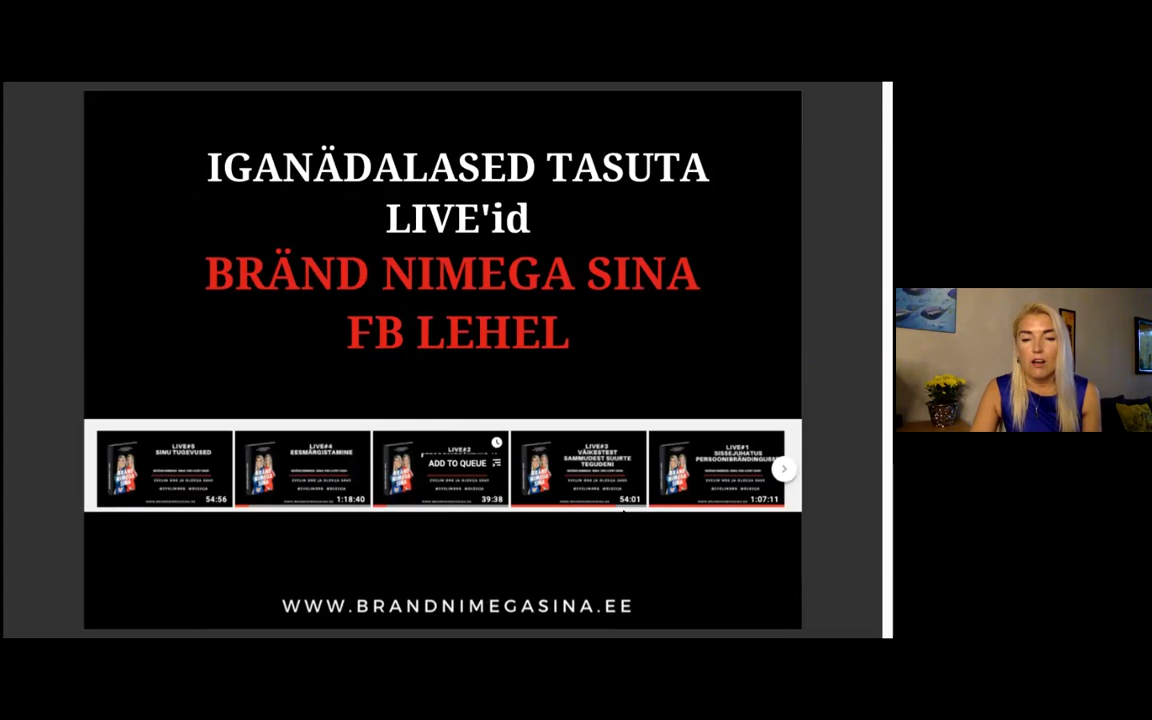 IGANÄDALASED TASUTA
LIVE'id
BRÄND NIMEGA SINA
FB LEHEL
LIVE#5
SINU TUGEVUSED
54:56
LIVE#4
EESMÄRGISTAMINE
1:18:40
LIVE#2
ADD TO QUEUE
39:38
LIVE#3
VÄIKESTEST
SAMMUDEST SUURTE
TEGUDENI
54:01
LIVE#1
SISSEJUHATUS
1:07:11
WWW.BRANDNIMEGASINA.EE